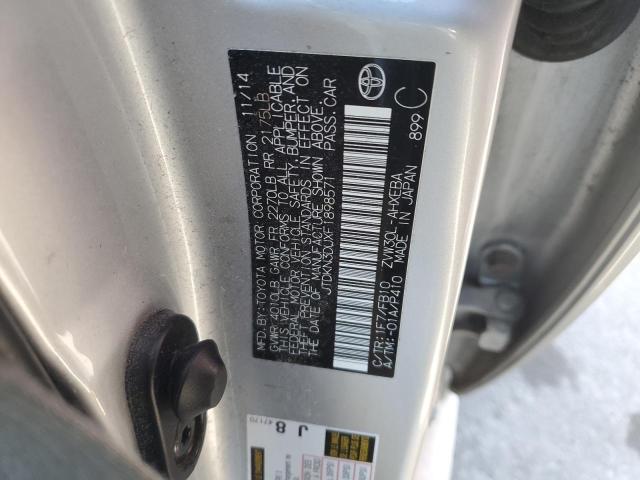 MFD.BY:TOYOTA MOTOR CORPORATION 11/14
GVWR 4010LB GAWR FR 2270LB RR 2175LB
THIS VEHICLE CONFORMS TO ALL APPLICABLE
FEDERAL MOTOR VEHICLE SAFETY,BUMPER,AND
THEFT PREVENTION STANDARDS IN EFFECT ON
THE DATE OF MANUFACTURE SHOWN ABOVE.
JTDKN3DUXF1898571 PASS.CAR
C/TR:1F7/FB10 ZVW30L-AHXEBA
A/TM:-01A/P410 MADE IN JAPAN 899 C
J 8 47170